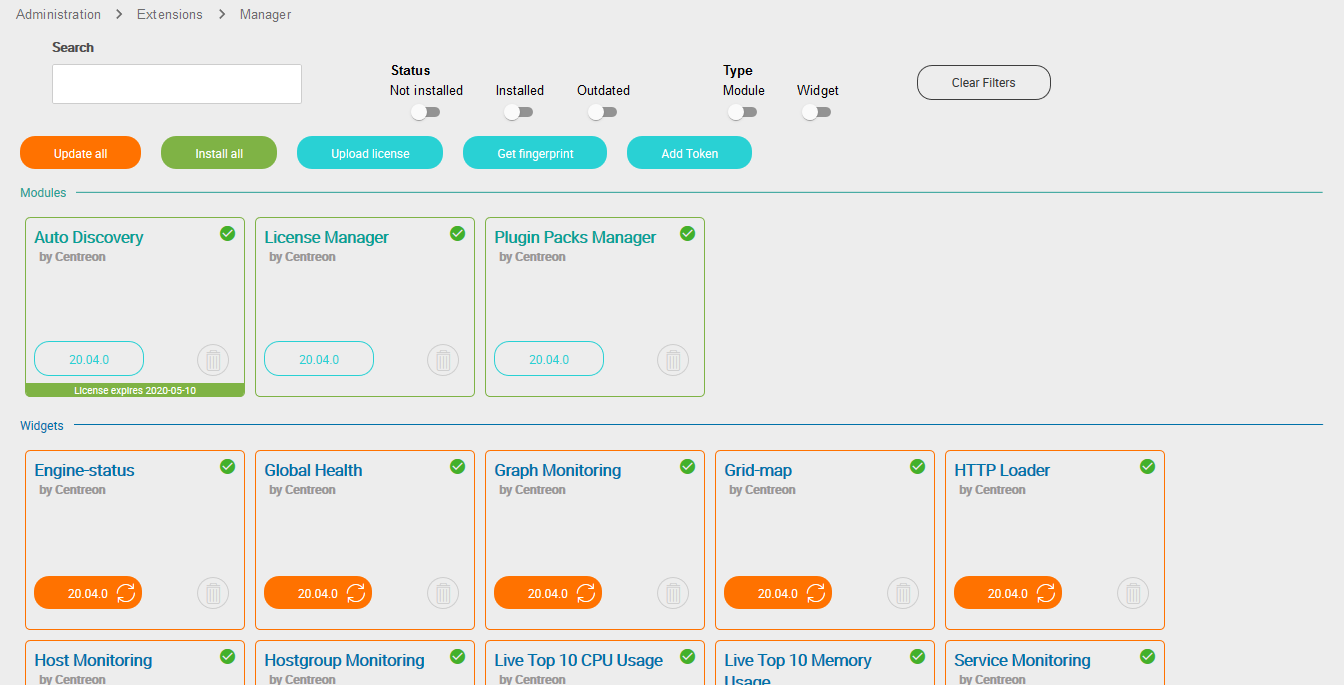 Administration > Extensions > Manager
Search
Status
Type
Not installed Installed Outdated
Module Widget
Clear Filters
Update all Install all Upload license Get fingerprint Add Token
Modules
Auto Discovery
by Centreon
20.04.0
License expires 2020-05-10
License Manager
by Centreon
20.04.0
Plugin Packs Manager
by Centreon
20.04.0
Widgets
Engine-status
by Centreon
20.04.0
Global Health
by Centreon
20.04.0
Graph Monitoring
by Centreon
20.04.0
Grid-map
by Centreon
20.04.0
HTTP Loader
by Centreon
20.04.0
Host Monitoring
by Centreon
Hostgroup Monitoring
by Centreon
Live Top 10 CPU Usage
by Centreon
Live Top 10 Memory
Usage
Service Monitoring
by Centreon